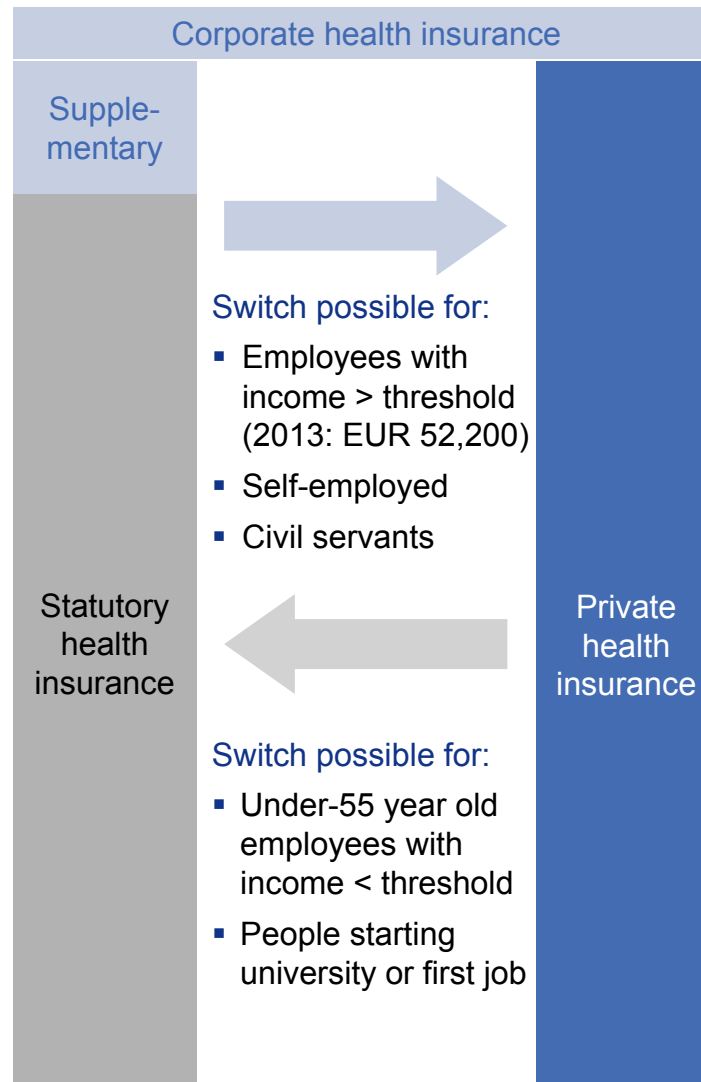 Corporate health insurance
Supple-
mentary
Switch possible for:
▪ Employees with
income > threshold
(2013: EUR 52,200)
▪ Self-employed
▪ Civil servants
Statutory
health
insurance
Private
health
insurance
Switch possible for:
▪ Under-55 year old
employees with
income < threshold
▪ People starting
university or first job